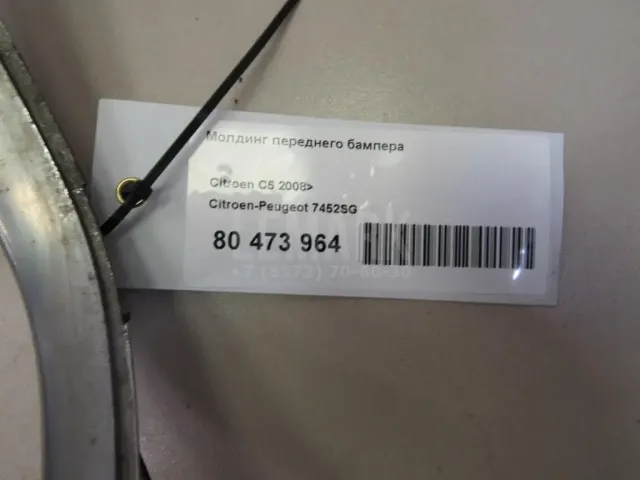 Молдинг переднего бампера
Citroen C5 2008>
Citroen-Peugeot 7452SG
80 473 964